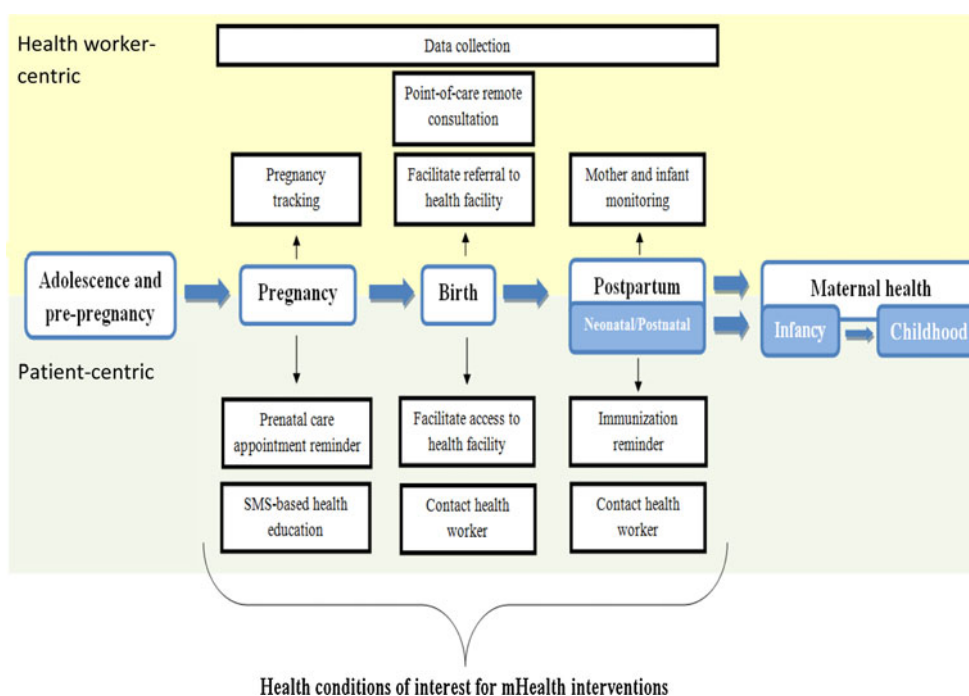 Health worker-
centric
Data collection
Point-of-care remote
consultation
Pregnancy
tracking
Facilitate referral to
health facility
Mother and infant
monitoring
Adolescence and
pre-pregnancy
Pregnancy
Birth
Postpartum
Neonatal/Postnatal
Maternal health
Infancy
Childhood
Patient-centric
Prenatal care
appointment reminder
Facilitate access to
health facility
Immunization
reminder
SMS-based health
education
Contact health
worker
Contact health
worker
Health conditions of interest for mHealth interventions